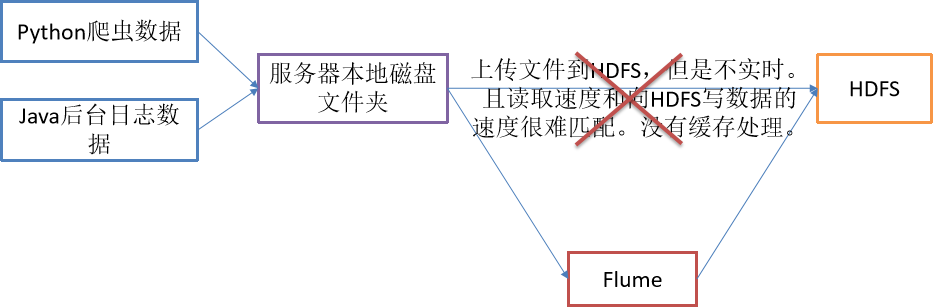 Python爬虫数据
Java后台日志数
据
服务器本地磁盘
文件夹
上传文件到HDFS，但是不实时。
且读取速度和向HDFS写数据的
速度很难匹配。没有缓存处理。
HDFS
Flume